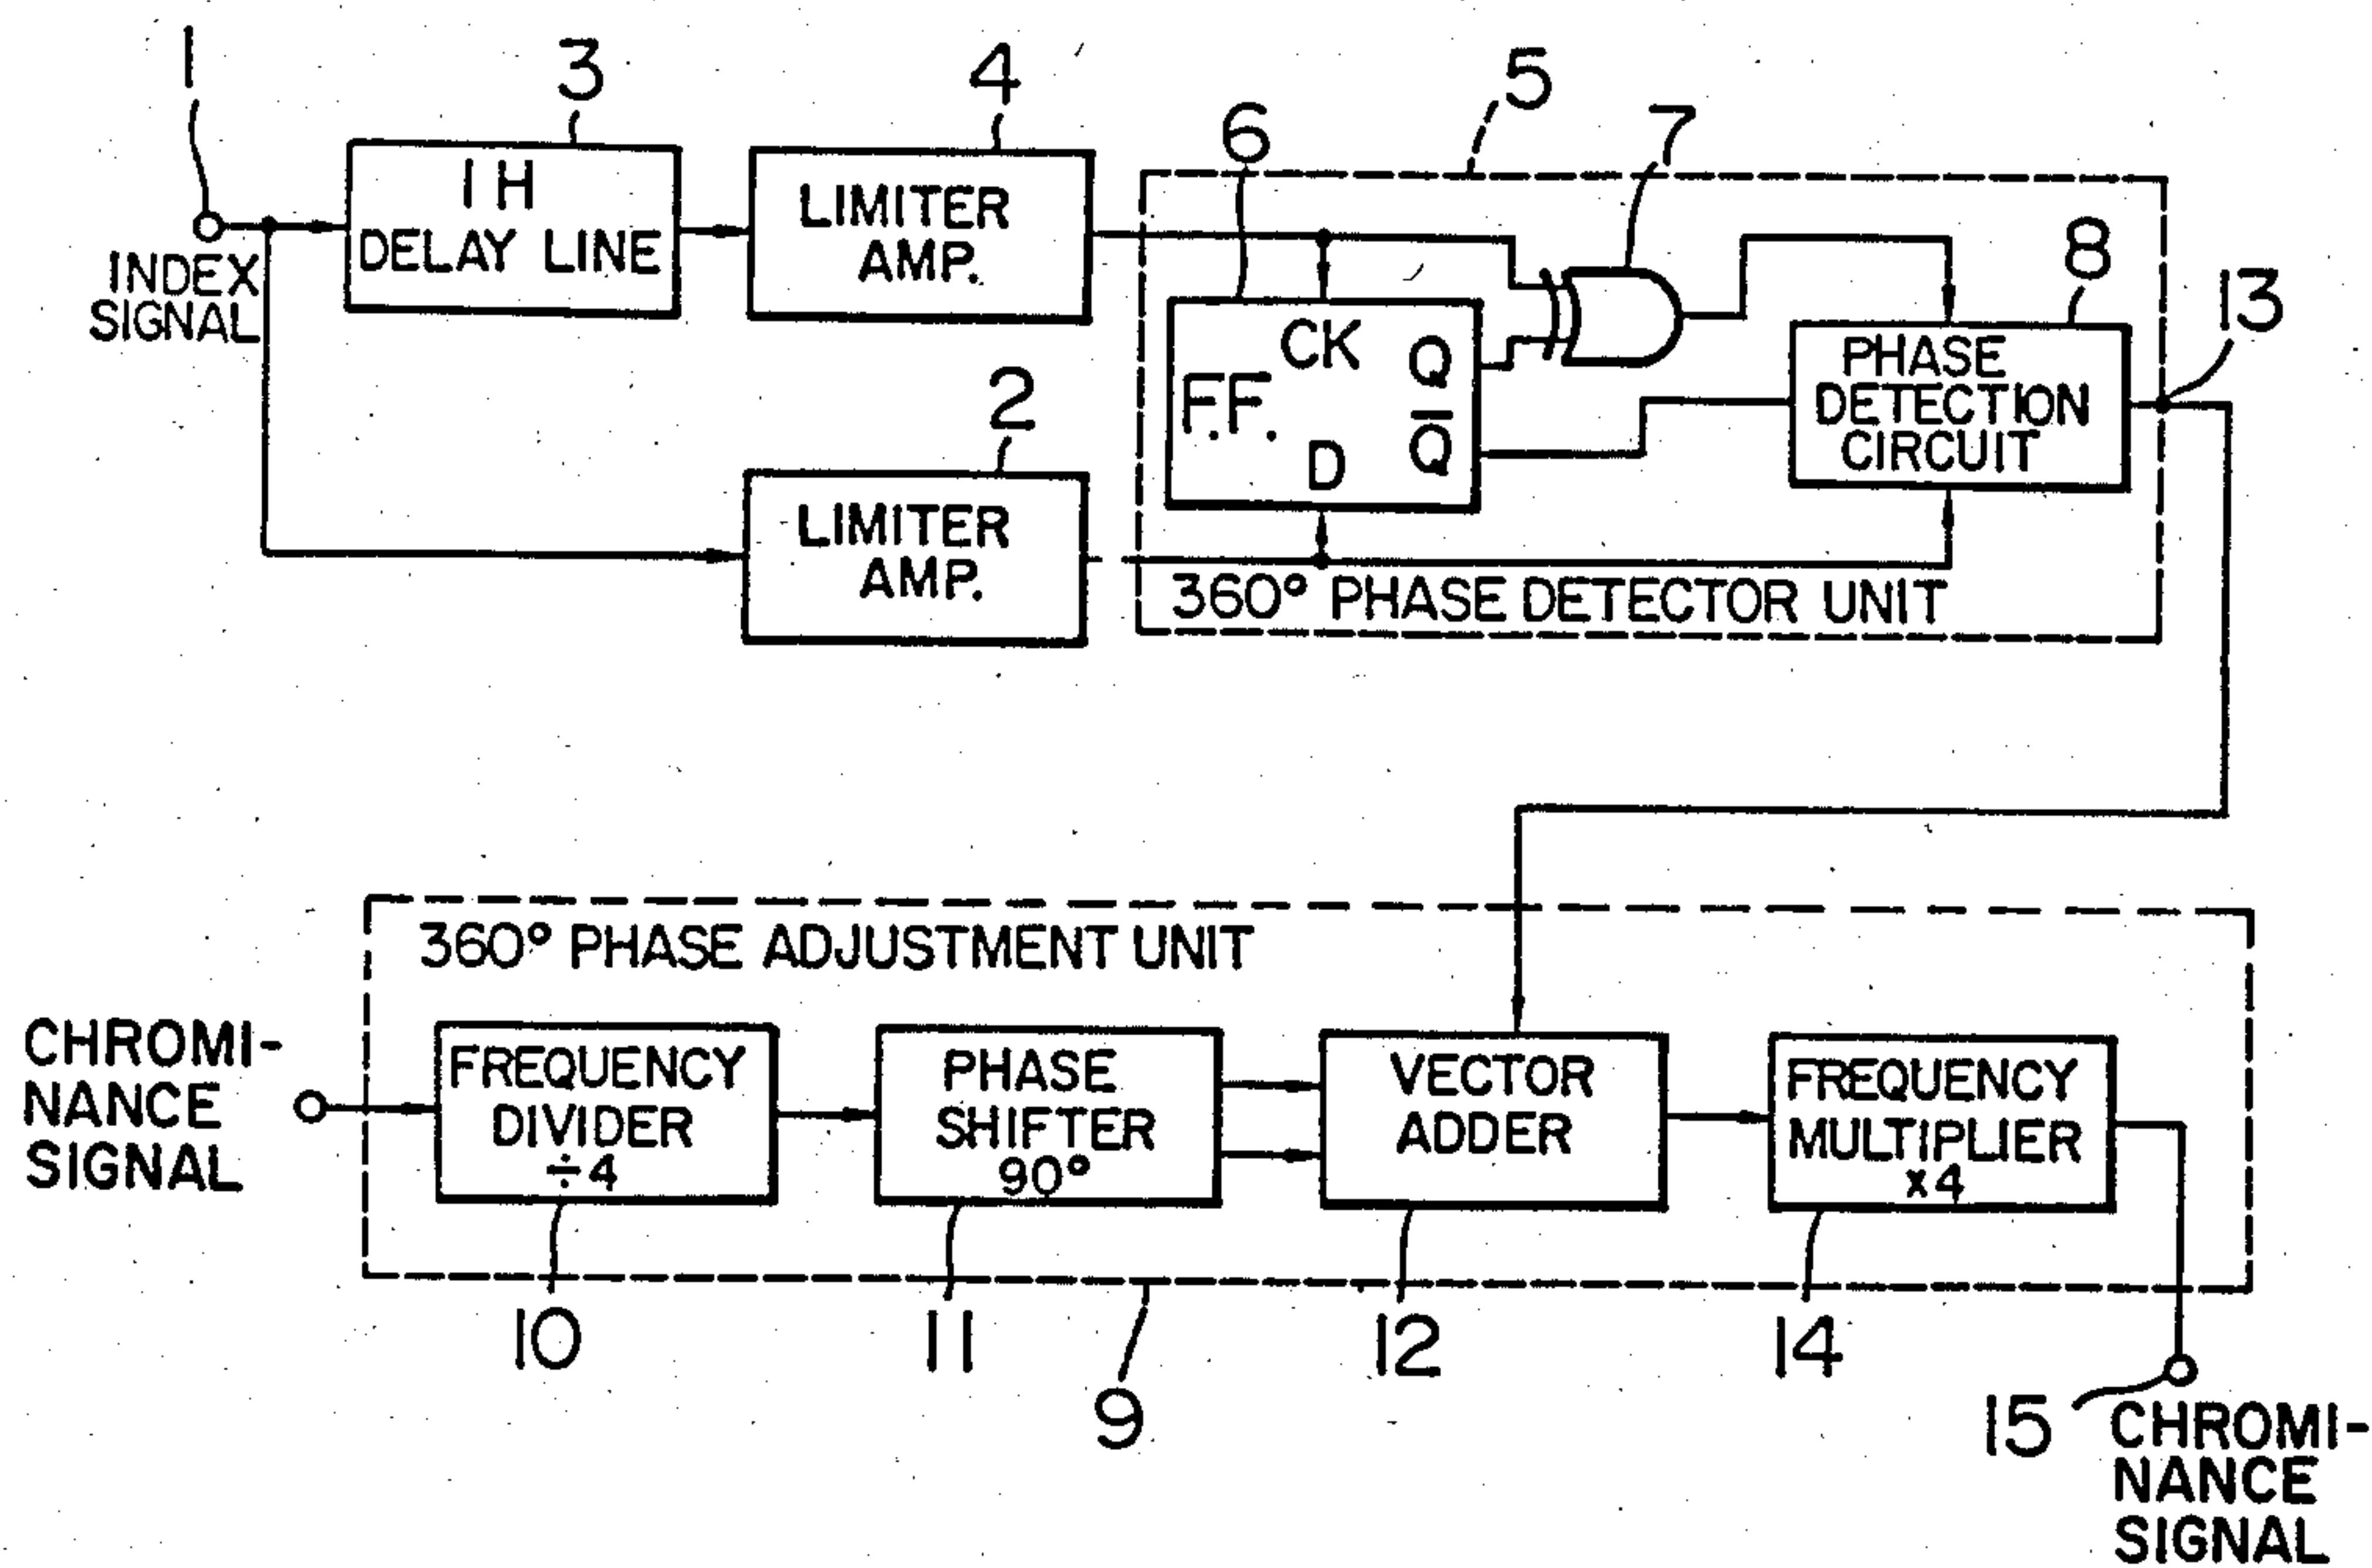 1
3
4
5
6
7
8
13
1H
DELAY LINE
LIMITER
AMP.
INDEX
SIGNAL
CK
Q
F.F.
D
Q̅
PHASE
DETECTION
CIRCUIT
2
LIMITER
AMP.
360° PHASE DETECTOR UNIT
360° PHASE ADJUSTMENT UNIT
CHROMI-
NANCE
SIGNAL
FREQUENCY
DIVIDER
÷4
PHASE
SHIFTER
90°
VECTOR
ADDER
FREQUENCY
MULTIPLIER
x4
10
11
9
12
14
15
CHROMI-
NANCE
SIGNAL